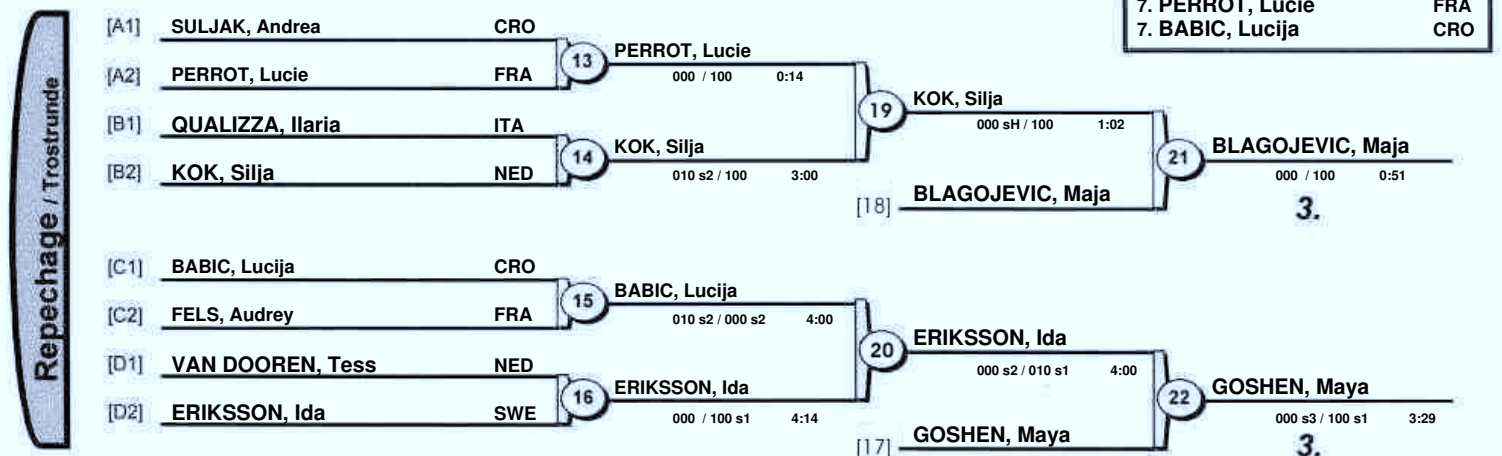 7. PERROT, Lucie FRA
7. BABIC, Lucija CRO
Repechage / Trostrunde
[A1] SULJAK, Andrea CRO
[A2] PERROT, Lucie FRA
13 PERROT, Lucie
000 / 100 0:14
[B1] QUALIZZA, Ilaria ITA
[B2] KOK, Silja NED
14 KOK, Silja
010 s2 / 100 3:00
19 KOK, Silja
000 sH / 100 1:02
[18] BLAGOJEVIC, Maja
21 BLAGOJEVIC, Maja
000 / 100 0:51
3.
[C1] BABIC, Lucija CRO
[C2] FELS, Audrey FRA
15 BABIC, Lucija
010 s2 / 000 s2 4:00
[D1] VAN DOOREN, Tess NED
[D2] ERIKSSON, Ida SWE
16 ERIKSSON, Ida
000 / 100 s1 4:14
20 ERIKSSON, Ida
000 s2 / 010 s1 4:00
[17] GOSHEN, Maya
22 GOSHEN, Maya
000 s3 / 100 s1 3:29
3.